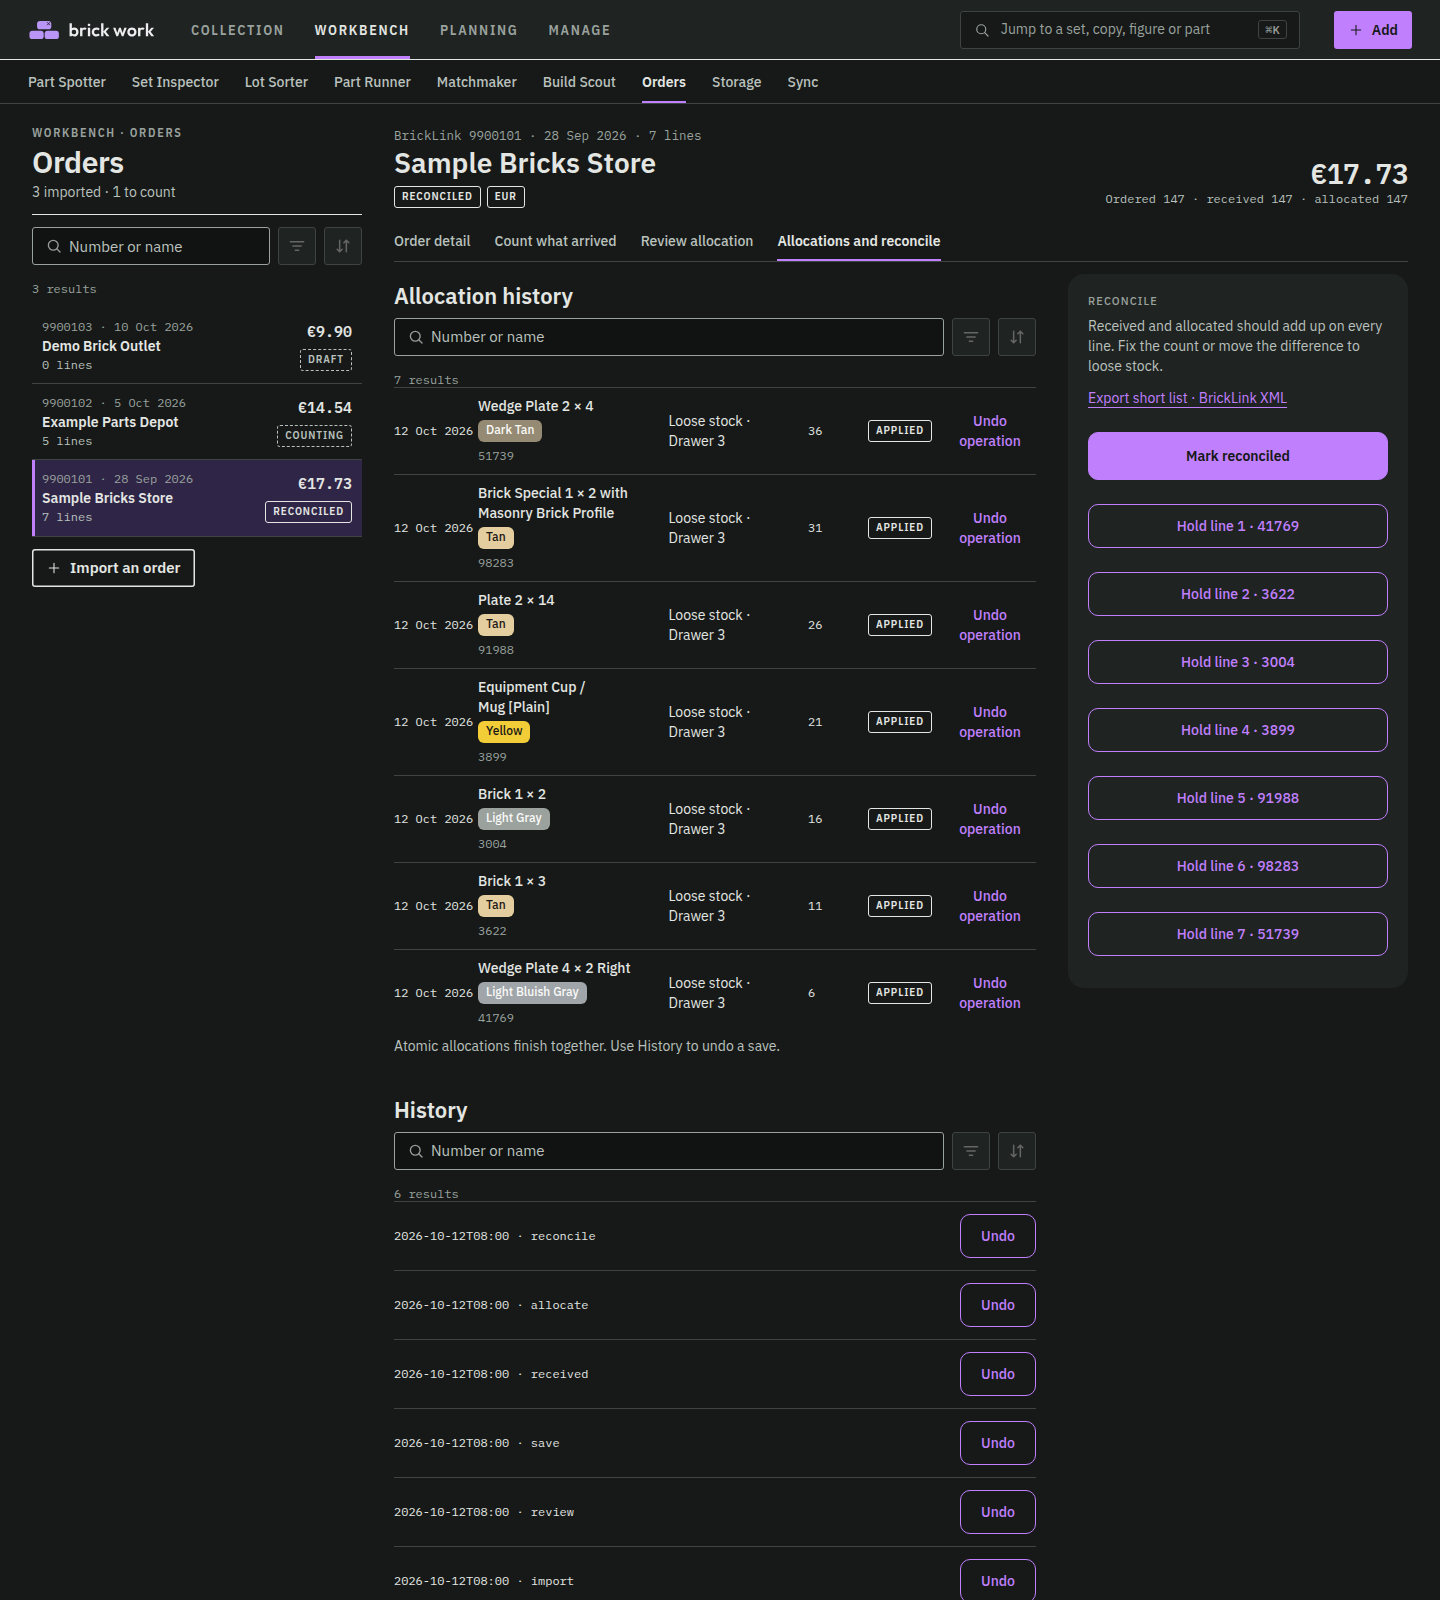 brick work
COLLECTION
WORKBENCH
PLANNING
MANAGE
Jump to a set, copy, figure or part
⌘K
+ Add
Part Spotter
Set Inspector
Lot Sorter
Part Runner
Matchmaker
Build Scout
Orders
Storage
Sync
WORKBENCH · ORDERS
Orders
3 imported · 1 to count
Number or name
3 results
9900103 · 10 Oct 2026
Demo Brick Outlet
0 lines
€9.90
DRAFT
9900102 · 5 Oct 2026
Example Parts Depot
5 lines
€14.54
COUNTING
9900101 · 28 Sep 2026
Sample Bricks Store
7 lines
€17.73
RECONCILED
+ Import an order
BrickLink 9900101 · 28 Sep 2026 · 7 lines
Sample Bricks Store
RECONCILED
EUR
€17.73
Ordered 147 · received 147 · allocated 147
Order detail
Count what arrived
Review allocation
Allocations and reconcile
Allocation history
Number or name
7 results
12 Oct 2026
Wedge Plate 2 × 4
Dark Tan
51739
Loose stock ·
Drawer 3
36
APPLIED
Undo
operation
12 Oct 2026
Brick Special 1 × 2 with
Masonry Brick Profile
Tan
98283
Loose stock ·
Drawer 3
31
APPLIED
Undo
operation
12 Oct 2026
Plate 2 × 14
Tan
91988
Loose stock ·
Drawer 3
26
APPLIED
Undo
operation
12 Oct 2026
Equipment Cup /
Mug [Plain]
Yellow
3899
Loose stock ·
Drawer 3
21
APPLIED
Undo
operation
12 Oct 2026
Brick 1 × 2
Light Gray
3004
Loose stock ·
Drawer 3
16
APPLIED
Undo
operation
12 Oct 2026
Brick 1 × 3
Tan
3622
Loose stock ·
Drawer 3
11
APPLIED
Undo
operation
12 Oct 2026
Wedge Plate 4 × 2 Right
Light Bluish Gray
41769
Loose stock ·
Drawer 3
6
APPLIED
Undo
operation
Atomic allocations finish together. Use History to undo a save.
RECONCILE
Received and allocated should add up on every
line. Fix the count or move the difference to
loose stock.
Export short list · BrickLink XML
Mark reconciled
Hold line 1 · 41769
Hold line 2 · 3622
Hold line 3 · 3004
Hold line 4 · 3899
Hold line 5 · 91988
Hold line 6 · 98283
Hold line 7 · 51739
History
Number or name
6 results
2026-10-12T08:00 · reconcile
Undo
2026-10-12T08:00 · allocate
Undo
2026-10-12T08:00 · received
Undo
2026-10-12T08:00 · save
Undo
2026-10-12T08:00 · review
Undo
2026-10-12T08:00 · import
Undo